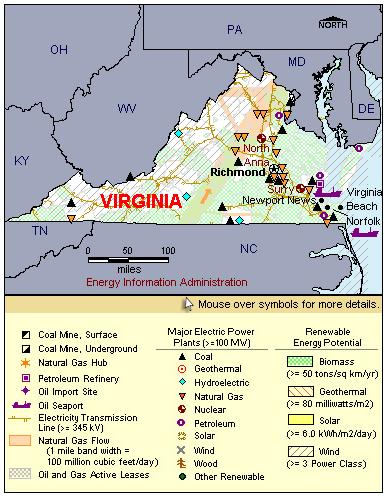 NORTH
PA
OH
MD
WV
DE
KY
North
Anna
Richmond
Surry
VIRGINIA
Newport News
Virginia
Beach
Norfolk
TN
NC
0 50 100
miles
Energy Information Administration
Mouse over symbols for more details.
Coal Mine, Surface
Coal Mine, Underground
Natural Gas Hub
Petroleum Refinery
Oil Import Site
Oil Seaport
Electricity Transmission
Line (>= 345 kV)
Natural Gas Flow
(1 mile band width =
100 million cubic feet/day)
Oil and Gas Active Leases
Major Electric Power
Plants (>=100 MW)
Coal
Geothermal
Hydroelectric
Natural Gas
Nuclear
Petroleum
Solar
Wind
Wood
Other Renewable
Renewable
Energy Potential
Biomass
(>= 50 tons/sq km/yr)
Geothermal
(>= 80 milliwatts/m2)
Solar
(>= 6.0 kWh/m2/day)
Wind
(>= 3 Power Class)